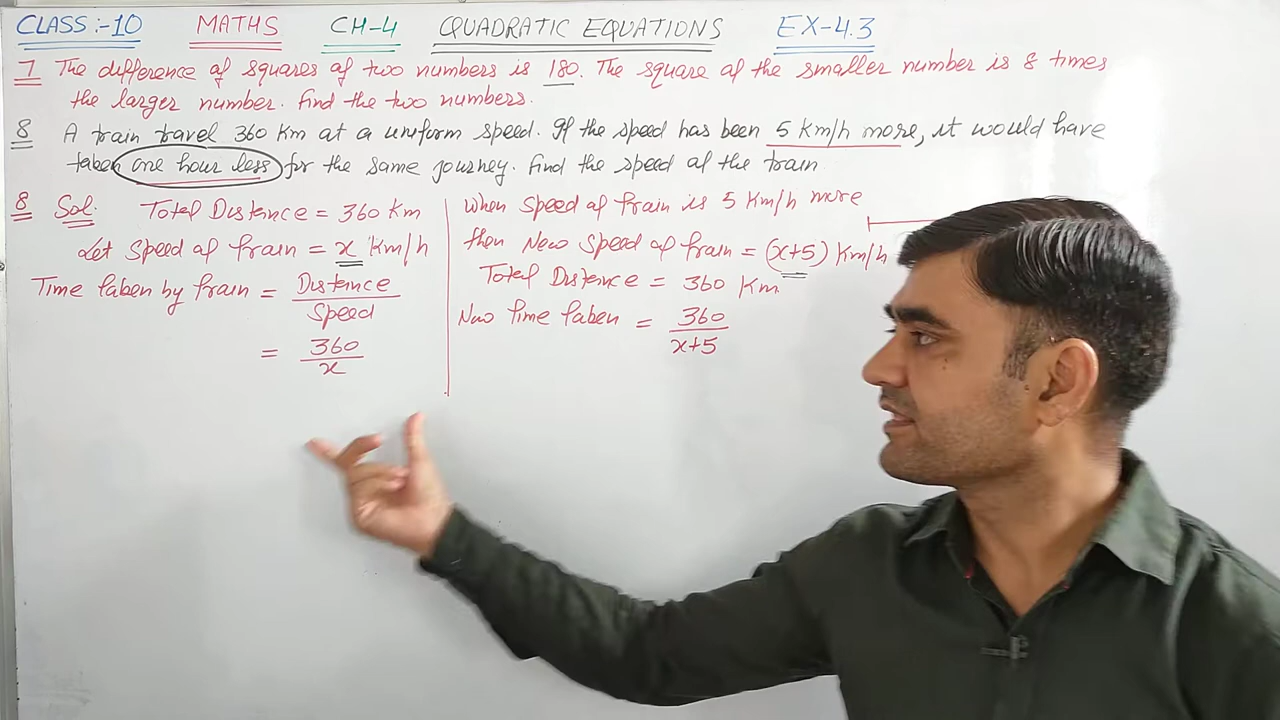 CLASS:-10 MATHS CH-4 QUADRATIC EQUATIONS EX-4.3
7 The difference of squares of two numbers is 180. The square of the smaller number is 8 times
the larger number. find the two numbers.
8 A train travel 360 Km at a uniform speed. If the speed has been 5 km/h more, it would have
taken one hour less for the same journey. Find the speed of the train.
8 Sol: Total Distance = 360 Km
Let speed of train = x Km/h
Time taken by train = Distance / Speed
= 360 / x
When speed of train is 5 Km/h more
then New speed of train = (x+5) Km/h
Total Distance = 360 Km
New time taken = 360 / x+5